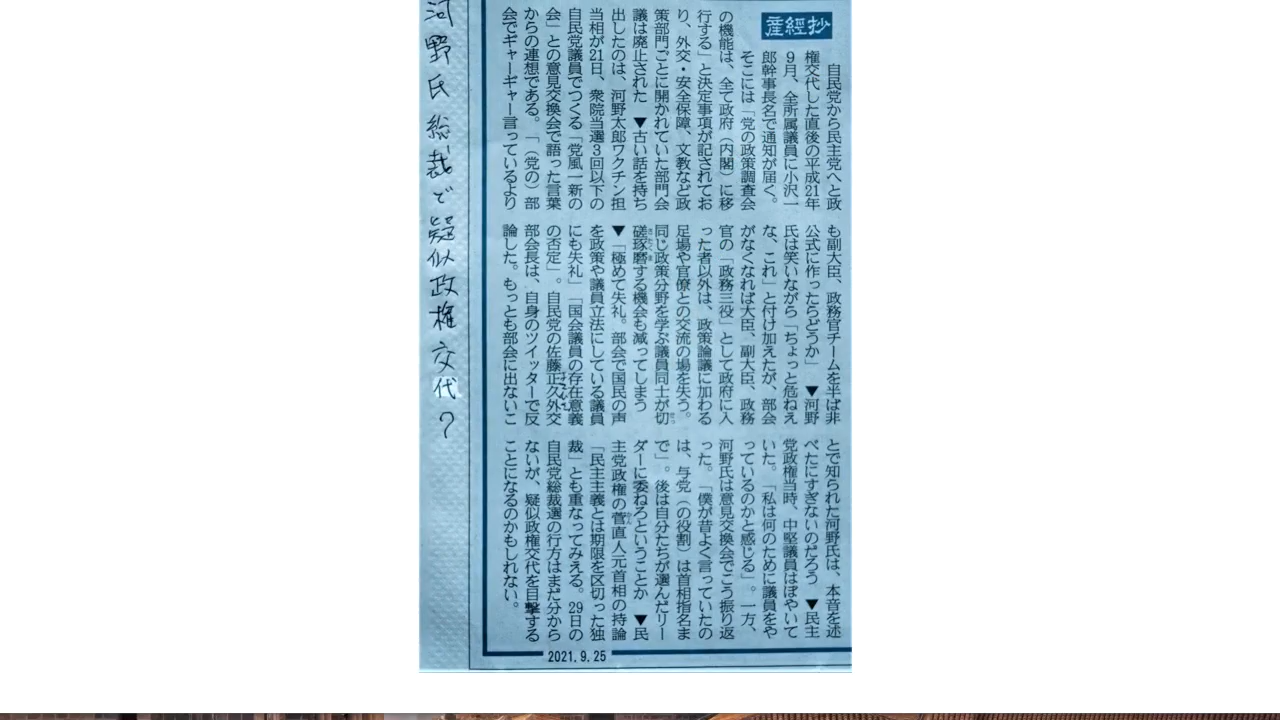 産經抄
自民党から民主党へと政
権交代した直後の平成21年
9月、全所属議員に小沢一
郎幹事長名で通知が届く。
そこには「党の政策調査会
の機能は、全て政府（内閣）に移
行する」と決定事項が記されてお
り、外交・安全保障、文教など政
策部門ごとに開かれていた部門会
議は廃止された▼古い話を持ち
出したのは、河野太郎ワクチン担
当相が21日、衆院当選3回以下の
自民党議員でつくる「党風一新の
会」との意見交換会で語った言葉
からの連想である。「（党の）部
会でギャーギャー言っているより
も副大臣、政務官チームを半ば非
公式に作ったらどうか」▼河野
氏は笑いながら「ちょっと危ねえ
な、これ」と付け加えたが、部会
がなくなれば大臣、副大臣、政務
官の「政務三役」として政府に入
った者以外は、政策論議に加わる
足場や官僚との交流の場を失う。
同じ政策分野を学ぶ議員同士が切
磋琢磨する機会も減ってしまう
▼「極めて失礼。部会で国民の声
を政策や議員立法にしている議員
にも失礼」「国会議員の存在意義
の否定」。自民党の佐藤正久外交
部会長は、自身のツイッターで反
論した。もっとも部会に出ないこ
とで知られた河野氏は、本音を述
べたにすぎないのだろう▼民主
党政権当時、中堅議員はぼやいて
いた。「私は何のために議員をや
っているのかと感じる」。一方、
河野氏は意見交換会でこう振り返
った。「僕が昔よく言っていたの
は、与党（の役割）は首相指名ま
で」。後は自分たちが選んだリー
ダーに委ねろということか▼民
主党政権の菅直人元首相の持論
「民主主義とは期限を区切った独
裁」とも重なってみえる。29日の
自民党総裁選の行方はまだ分から
ないが、疑似政権交代を目撃する
ことになるのかもしれない。
2021.9.25
河野氏総裁で疑似政権交代？